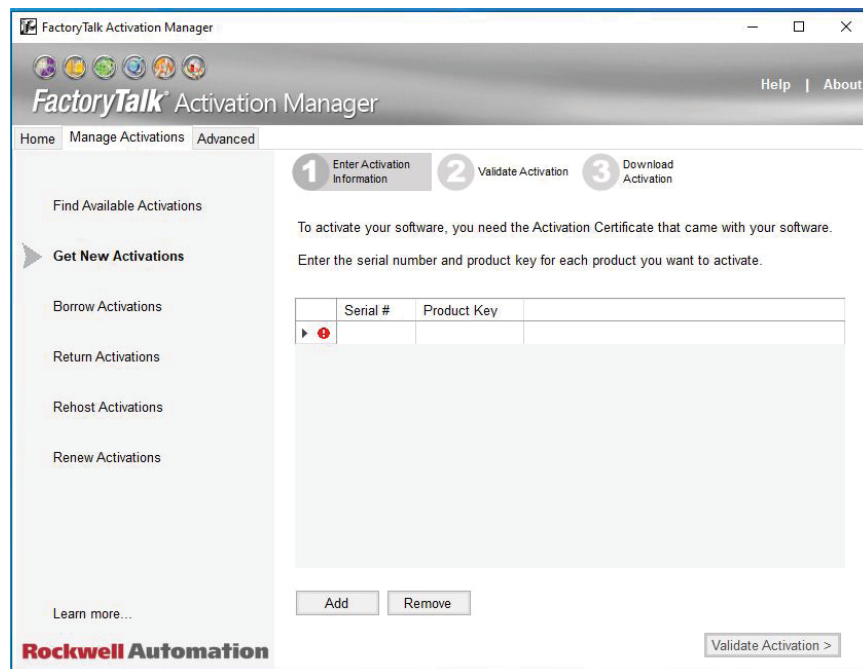 FactoryTalk Activation Manager
FactoryTalk® Activation Manager
Help | About
Home Manage Activations Advanced
1 Enter Activation Information
2 Validate Activation
3 Download Activation
Find Available Activations
Get New Activations
Borrow Activations
Return Activations
Rehost Activations
Renew Activations
To activate your software, you need the Activation Certificate that came with your software.
Enter the serial number and product key for each product you want to activate.
Serial # Product Key
Add Remove
Learn more...
Rockwell Automation
Validate Activation >